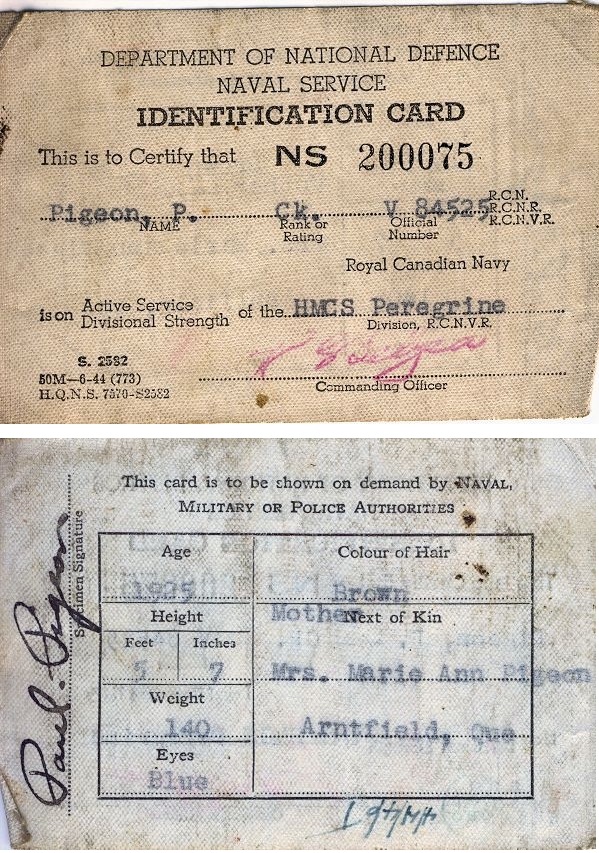 DEPARTMENT OF NATIONAL DEFENCE
NAVAL SERVICE
IDENTIFICATION CARD
This is to Certify that NS 200075
Pigeon, P. Ck. V 84525 R.C.N.
R.C.N.R.
R.C.N.V.R.
NAME Rank or Rating Official Number
Royal Canadian Navy
is on Active Service
Divisional Strength of the HMCS Peregrine
Division, R.C.N.V.R.
S. 2582
50M—6-44 (773)
H.Q.N.S. 7570-S2582
Commanding Officer
This card is to be shown on demand by NAVAL,
MILITARY OR POLICE AUTHORITIES
Specimen Signature
Paul. Pigeon
Age Colour of Hair
1925 Brown
Height Mother Next of Kin
Feet Inches
5 7 Mrs. Marie Ann Pigeon
Weight
140 Arntfield, Que
Eyes
Blue